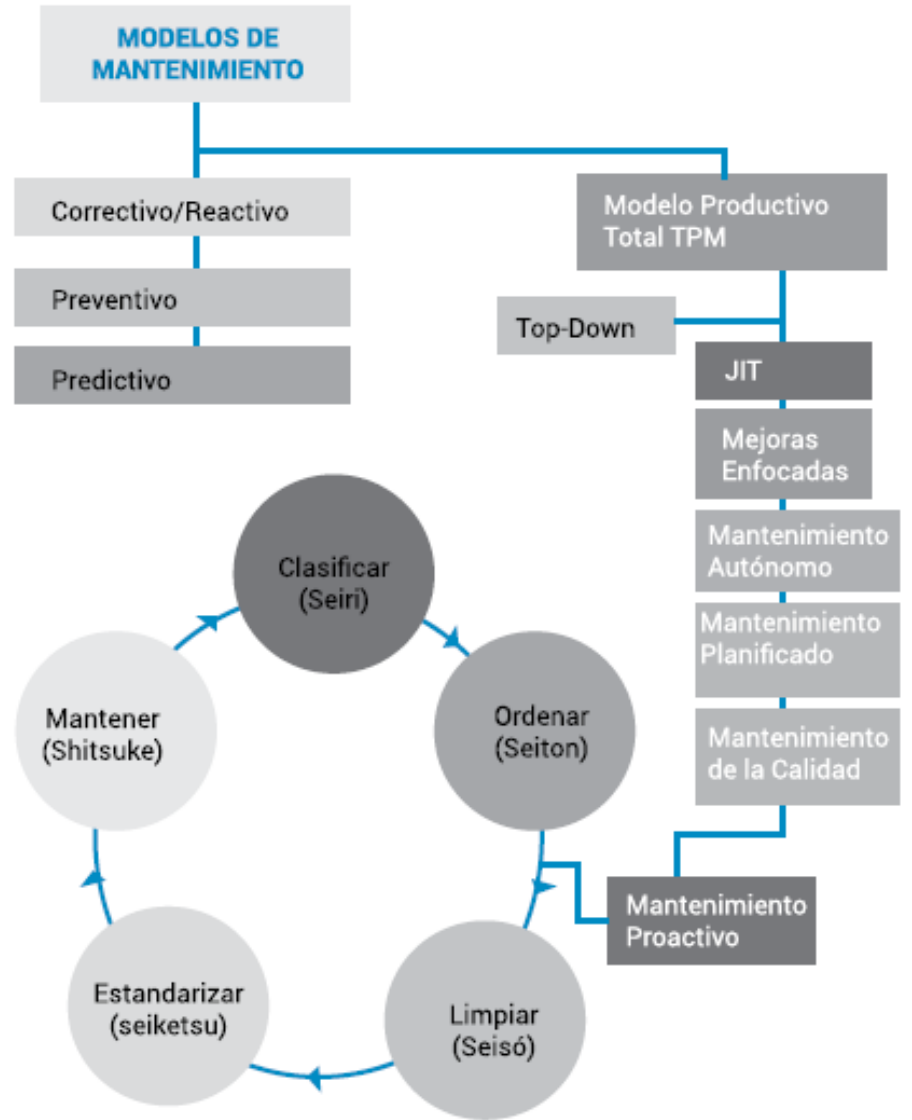 MODELOS DE
MANTENIMIENTO
Correctivo/Reactivo
Preventivo
Predictivo
Modelo Productivo
Total TPM
Top-Down
JIT
Mejoras
Enfocadas
Mantenimiento
Autónomo
Mantenimiento
Planificado
Mantenimiento
de la Calidad
Mantenimiento
Proactivo
Clasificar
(Seiri)
Ordenar
(Seiton)
Limpiar
(Seisó)
Estandarizar
(seiketsu)
Mantener
(Shitsuke)